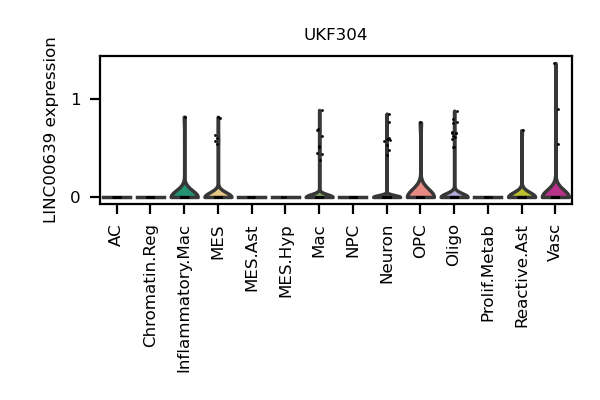 UKF304
LINC00639 expression
1
0
AC
Chromatin.Reg
Inflammatory.Mac
MES
MES.Ast
MES.Hyp
Mac
NPC
Neuron
OPC
Oligo
Prolif.Metab
Reactive.Ast
Vasc